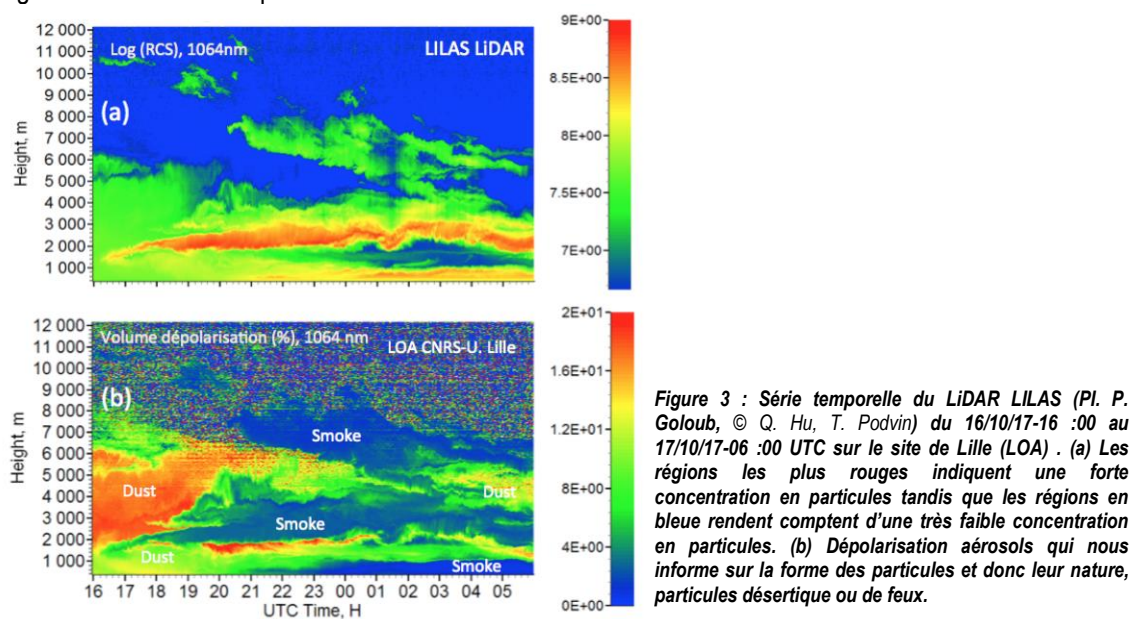 12 000
11 000
10 000
9 000
8 000
7 000
6 000
5 000
4 000
3 000
2 000
1 000
Height, m
Log (RCS), 1064nm
LILAS LiDAR
(a)
9E+00
8.5E+00
8E+00
7.5E+00
7E+00
12 000
11 000
10 000
9 000
8 000
7 000
6 000
5 000
4 000
3 000
2 000
1 000
Height, m
Volume dépolarisation (%), 1064 nm
LOA CNRS-U. Lille
(b)
Smoke
Dust
Dust
Smoke
Dust
Smoke
16 17 18 19 20 21 22 23 00 01 02 03 04 05
UTC Time, H
2E+01
1.6E+01
1.2E+01
8E+00
4E+00
0E+00
Figure 3 : Série temporelle du LiDAR LILAS (PI. P.
Goloub, © Q. Hu, T. Podvin) du 16/10/17-16 :00 au
17/10/17-06 :00 UTC sur le site de Lille (LOA) . (a) Les
régions les plus rouges indiquent une forte
concentration en particules tandis que les régions en
bleue rendent comptent d'une très faible concentration
en particules. (b) Dépolarisation aérosols qui nous
informe sur la forme des particules et donc leur nature,
particules désertique ou de feux.